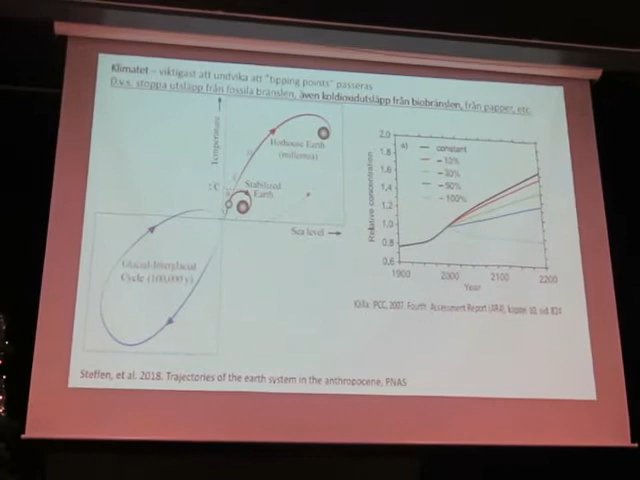 Klimatet – viktigast att undvika att "tipping points" passeras
D.v.s. stoppa utsläpp från fossila bränslen, även koldioxidutsläpp från biobränslen, från papper, etc.
Temperature
Hothouse Earth
(millennia)
2°C
Stabilized
Earth
Sea level
Glacial-Interglacial
Cycle (100,000 y)
a)
constant
-10%
-30%
-50%
-100%
Relative concentration
2,0
1,8
1,6
1,4
1,2
1,0
0,8
0,6
1900
2000
2100
2200
Year
Källa: IPCC, 2007. Fourth Assessment Report (AR4), kapitel 10, sid. 824
Steffen, et al. 2018. Trajectories of the earth system in the anthropocene, PNAS